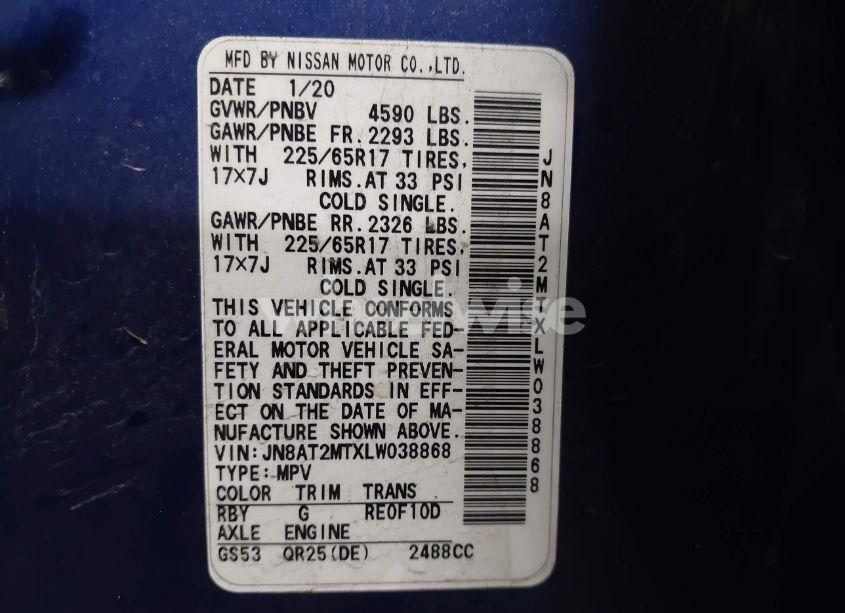 MFD BY NISSAN MOTOR CO.,LTD.
DATE 1/20
GVWR/PNBV 4590 LBS.
GAWR/PNBE FR. 2293 LBS.
WITH 225/65R17 TIRES,
17×7J RIMS. AT 33 PSI
COLD SINGLE.
GAWR/PNBE RR. 2326 LBS.
WITH 225/65R17 TIRES,
17×7J RIMS. AT 33 PSI
COLD SINGLE.
THIS VEHICLE CONFORMS
TO ALL APPLICABLE FED-
ERAL MOTOR VEHICLE SA-
FETY AND THEFT PREVEN-
TION STANDARDS IN EFF-
ECT ON THE DATE OF MA-
NUFACTURE SHOWN ABOVE.
VIN:JN8AT2MTXLW038868
TYPE:MPV
COLOR TRIM TRANS
RBY G RE0F10D
AXLE ENGINE
GS53 QR25(DE) 2488CC
JN8AT2MTXLW038868